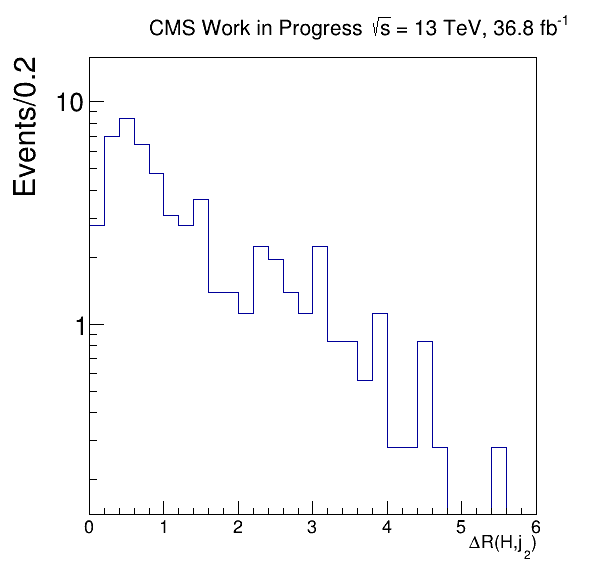 CMS Work in Progress √s = 13 TeV, 36.8 fb⁻¹
Events/0.2
10
1
0 1 2 3 4 5 6
ΔR(H,j₂)